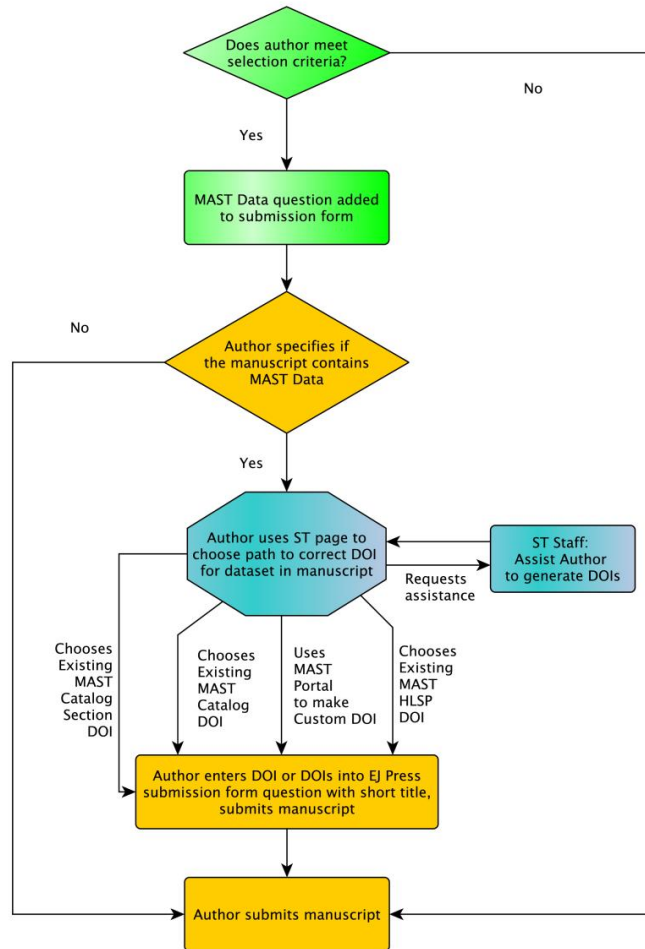 Does author meet
selection criteria?
No
Yes
MAST Data question added
to submission form
No
Author specifies if
the manuscript contains
MAST Data
Yes
Author uses ST page to
choose path to correct DOI
for dataset in manuscript
ST Staff:
Assist Author
to generate DOIs
Requests
assistance
Chooses
Existing
MAST
Catalog
Section
DOI
Chooses
Existing
MAST
Catalog
DOI
Uses
MAST
Portal
to make
Custom DOI
Chooses
Existing
MAST
HLSP
DOI
Author enters DOI or DOIs into EJ Press
submission form question with short title,
submits manuscript
Author submits manuscript